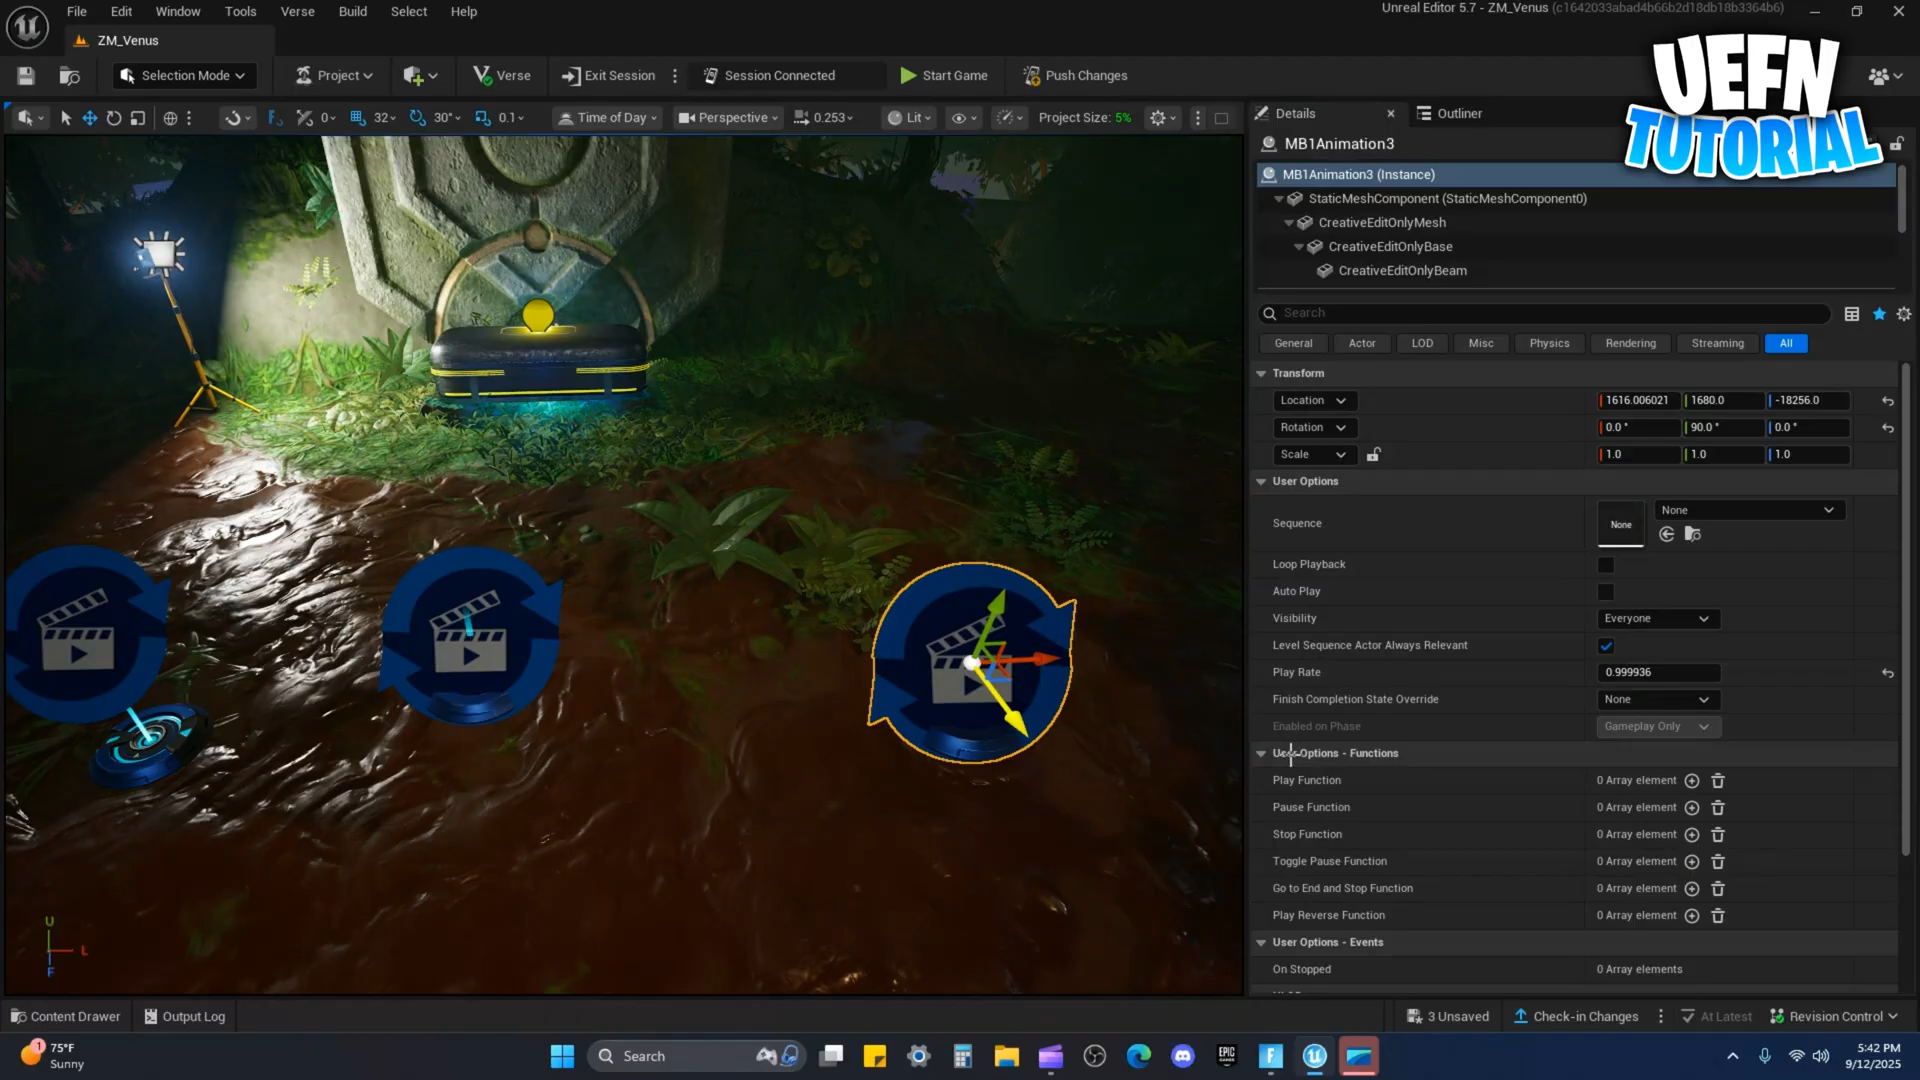 File Edit Window Tools Verse Build Select Help
Unreal Editor 5.7 - ZM_Venus (c1642033abad4b66b2d18db18b3364b6)
ZM_Venus
Selection Mode
Project
Verse
Exit Session
Session Connected
Start Game
Push Changes
UEFN
TUTORIAL
0
32
30°
0.1
Time of Day
Perspective
0.253
Lit
Project Size: 5%
Details
Outliner
MB1Animation3
MB1Animation3 (Instance)
StaticMeshComponent (StaticMeshComponent0)
CreativeEditOnlyMesh
CreativeEditOnlyBase
CreativeEditOnlyBeam
Search
General Actor LOD Misc Physics Rendering Streaming All
Transform
Location 1616.006021 1680.0 -18256.0
Rotation 0.0 ° 90.0 ° 0.0 °
Scale 1.0 1.0 1.0
User Options
Sequence None None
Loop Playback
Auto Play
Visibility Everyone
Level Sequence Actor Always Relevant
Play Rate 0.999936
Finish Completion State Override None
Enabled on Phase Gameplay Only
User Options - Functions
Play Function 0 Array element
Pause Function 0 Array element
Stop Function 0 Array element
Toggle Pause Function 0 Array element
Go to End and Stop Function 0 Array element
Play Reverse Function 0 Array element
User Options - Events
On Stopped 0 Array elements
U
L
F
Content Drawer
Output Log
3 Unsaved
Check-in Changes
At Latest
Revision Control
1
75°F
Sunny
Search
EPIC
GAMES
5:42 PM
9/12/2025